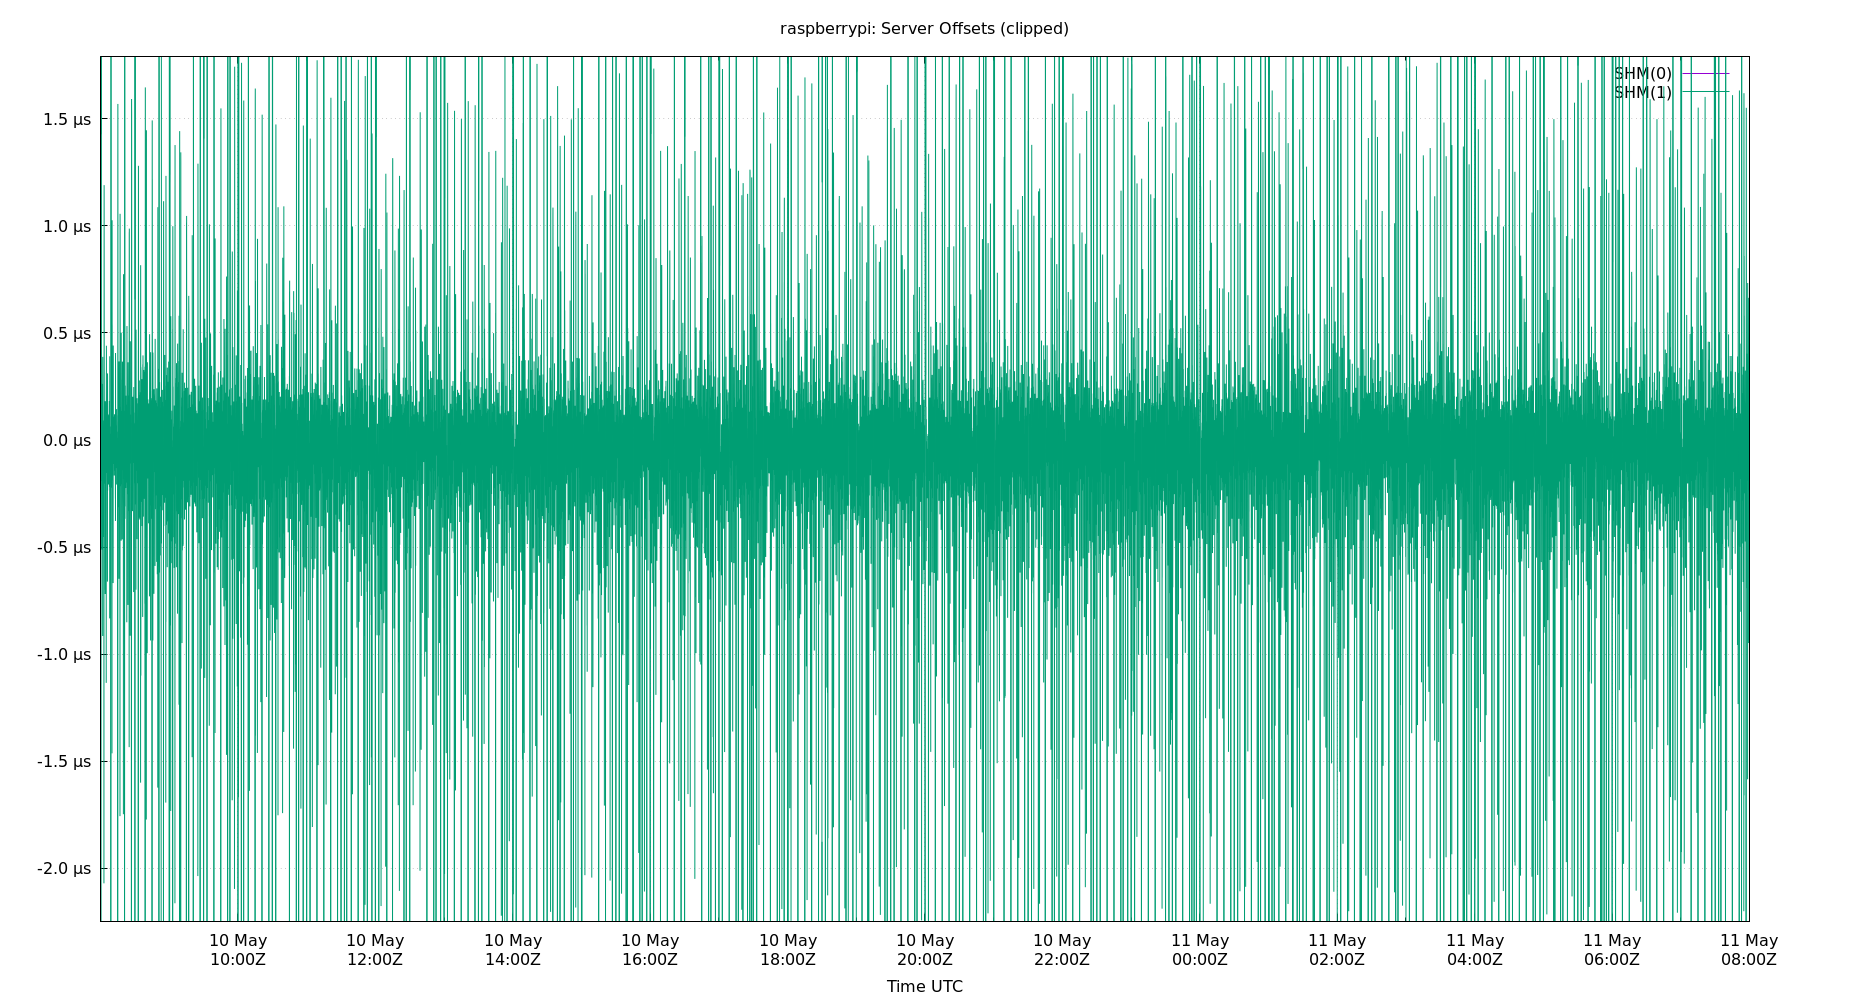 raspberrypi: Server Offsets (clipped)
SHM(0)
SHM(1)
1.5 µs
1.0 µs
0.5 µs
0.0 µs
-0.5 µs
-1.0 µs
-1.5 µs
-2.0 µs
10 May 10 May 10 May 10 May 10 May 10 May 10 May 11 May 11 May 11 May 11 May 11 May
10:00Z 12:00Z 14:00Z 16:00Z 18:00Z 20:00Z 22:00Z 00:00Z 02:00Z 04:00Z 06:00Z 08:00Z
Time UTC